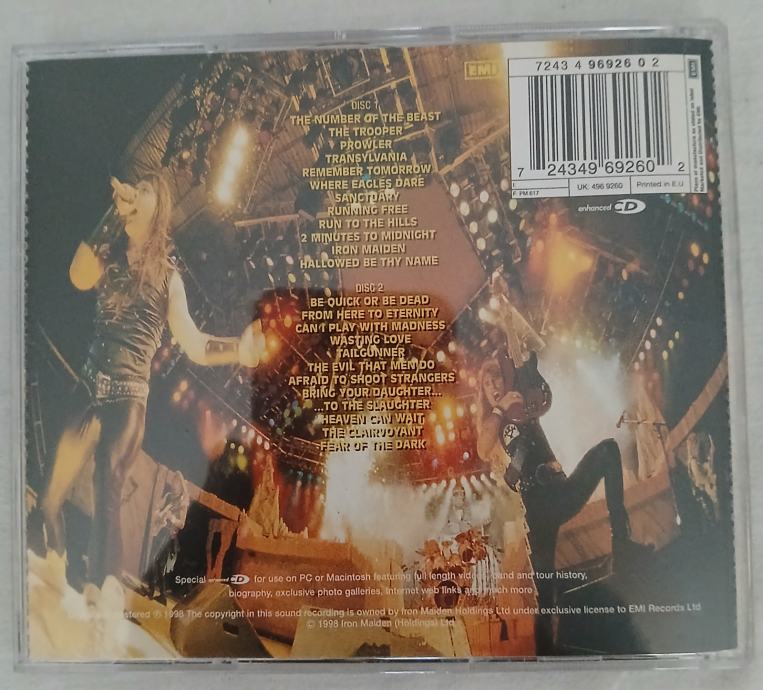 EMI
7243 4 96926 0 2
7 24349 69260 2
F: PM 617
UK: 496 9260
Printed in E.U
EMI
enhanced CD
DISC 1
THE NUMBER OF THE BEAST
THE TROOPER
PROWLER
TRANSYLVANIA
REMEMBER TOMORROW
WHERE EAGLES DARE
SANCTUARY
RUNNING FREE
RUN TO THE HILLS
2 MINUTES TO MIDNIGHT
IRON MAIDEN
HALLOWED BE THY NAME
DISC 2
BE QUICK OR BE DEAD
FROM HERE TO ETERNITY
CAN I PLAY WITH MADNESS
WASTING LOVE
TAILGUNNER
THE EVIL THAT MEN DO
AFRAID TO SHOOT STRANGERS
BRING YOUR DAUGHTER...
...TO THE SLAUGHTER
HEAVEN CAN WAIT
THE CLAIRVOYANT
FEAR OF THE DARK
Special enhanced CD for use on PC or Macintosh featuring full length videos, band and tour history,
biography, exclusive photo galleries, Internet web links and much more
℗ 1998 The copyright in this sound recording is owned by Iron Maiden Holdings Ltd under exclusive license to EMI Records Ltd
© 1998 Iron Maiden (Holdings) Ltd